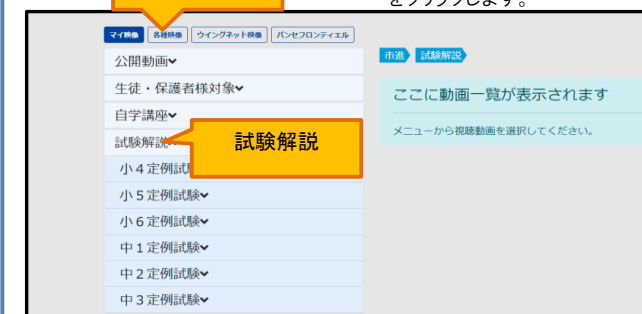 をクリックします。
マイ映像 各種映像 ウイングネット映像 パンセフロンティエル
公開動画
生徒・保護者様対象
自学講座
試験解説
試験解説
小4定例試験
小5定例試験
小6定例試験
中1定例試験
中2定例試験
中3定例試験
市進 試験解説
ここに動画一覧が表示されます
メニューから視聴動画を選択してください。